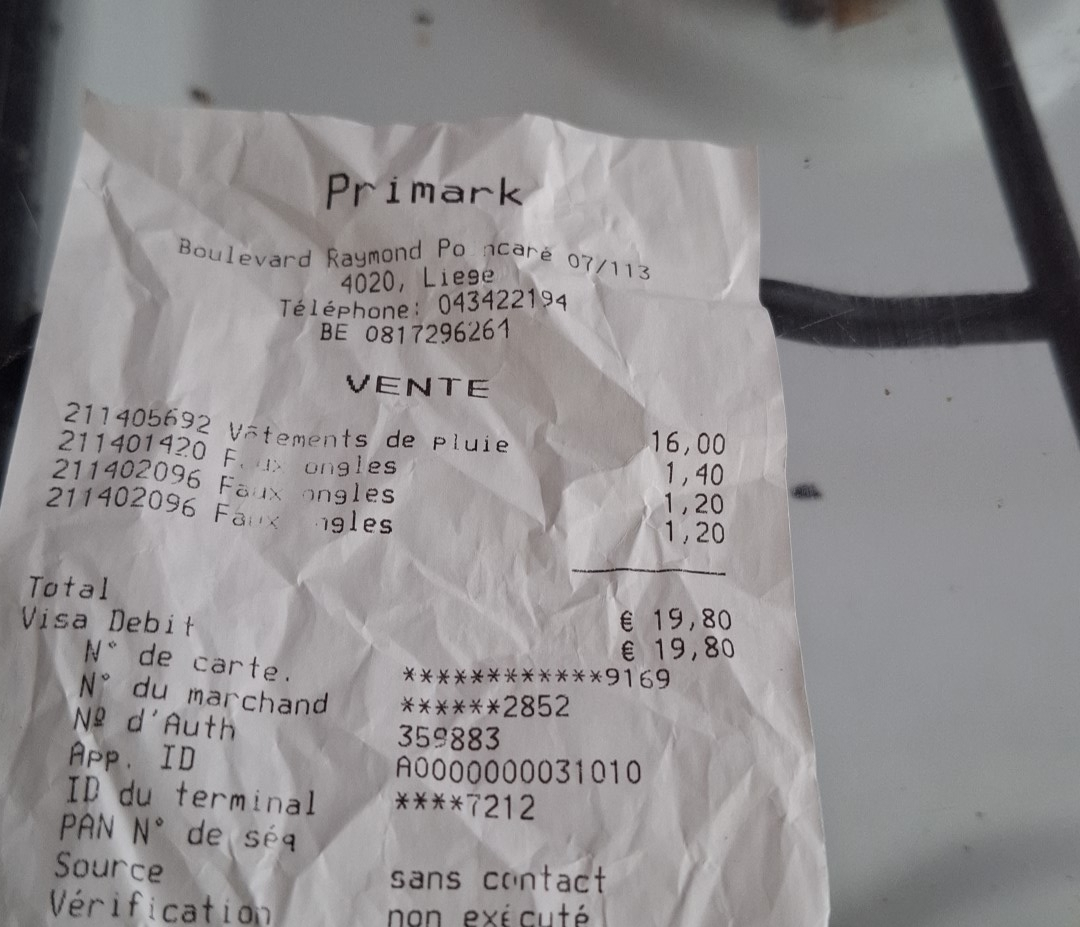 Primark
Boulevard Raymond Po ncaré 07/113
4020, Liege
Téléphone: 043422194
BE 0817296261
VENTE
211405692 Vêtements de pluie 16,00
211401420 ongles 1,40
211402096 Faux ongles 1,20
211402096 Faux ngles 1,20
Total € 19,80
Visa Debit € 19,80
N° de carte. ************9169
N° du marchand ******2852
Nº d'Auth 359883
App. ID A0000000031010
ID du terminal ****7212
PAN N° de séq
Source sans contact
Vérification non exécuté